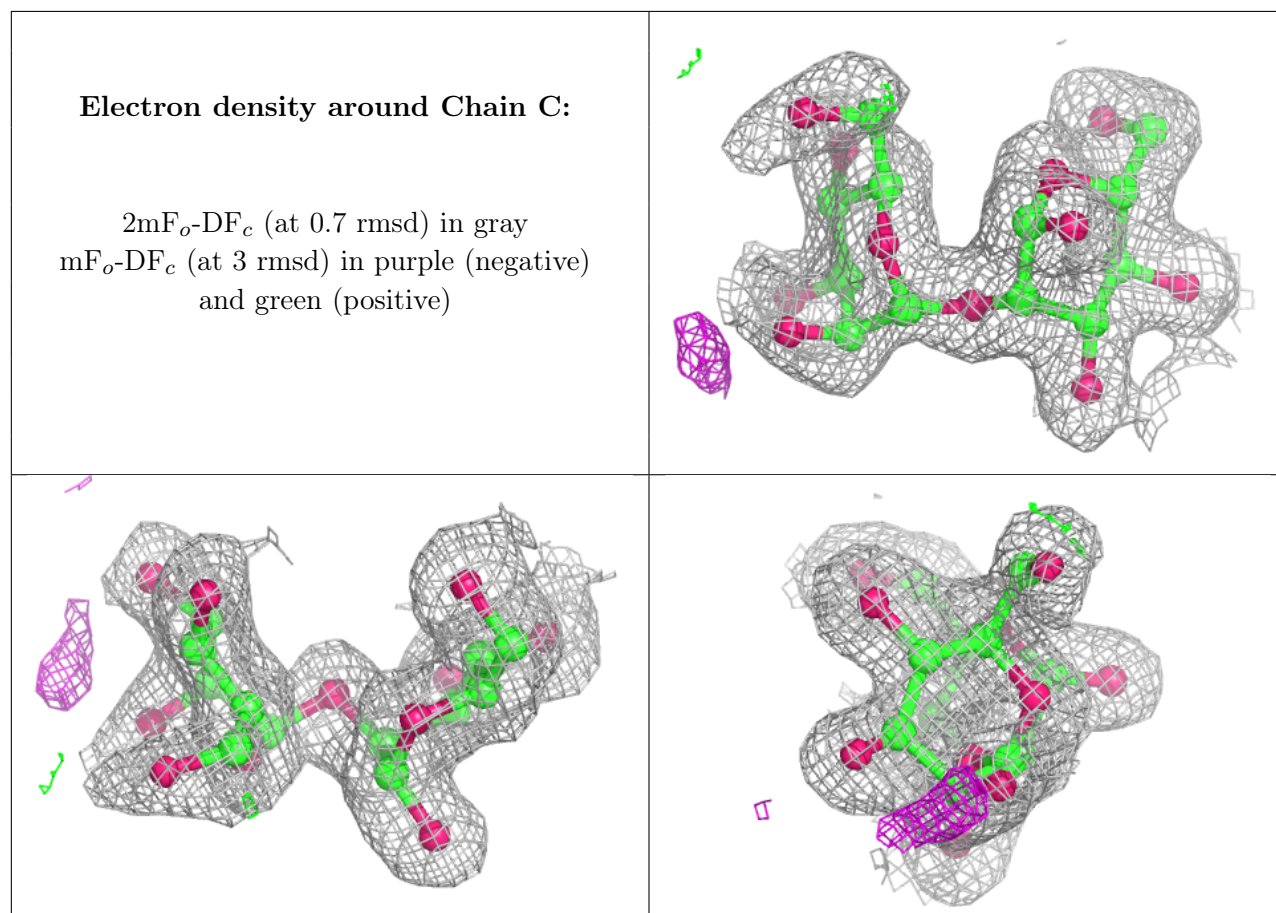 Electron density around Chain C:
2mFₒ-DF𝒸 (at 0.7 rmsd) in gray
mFₒ-DF𝒸 (at 3 rmsd) in purple (negative)
and green (positive)